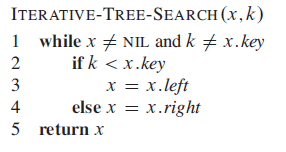 ITERATIVE-TREE-SEARCH(x, k)
1 while x ≠ NIL and k ≠ x.key
2 if k < x.key
3 x = x.left
4 else x = x.right
5 return x